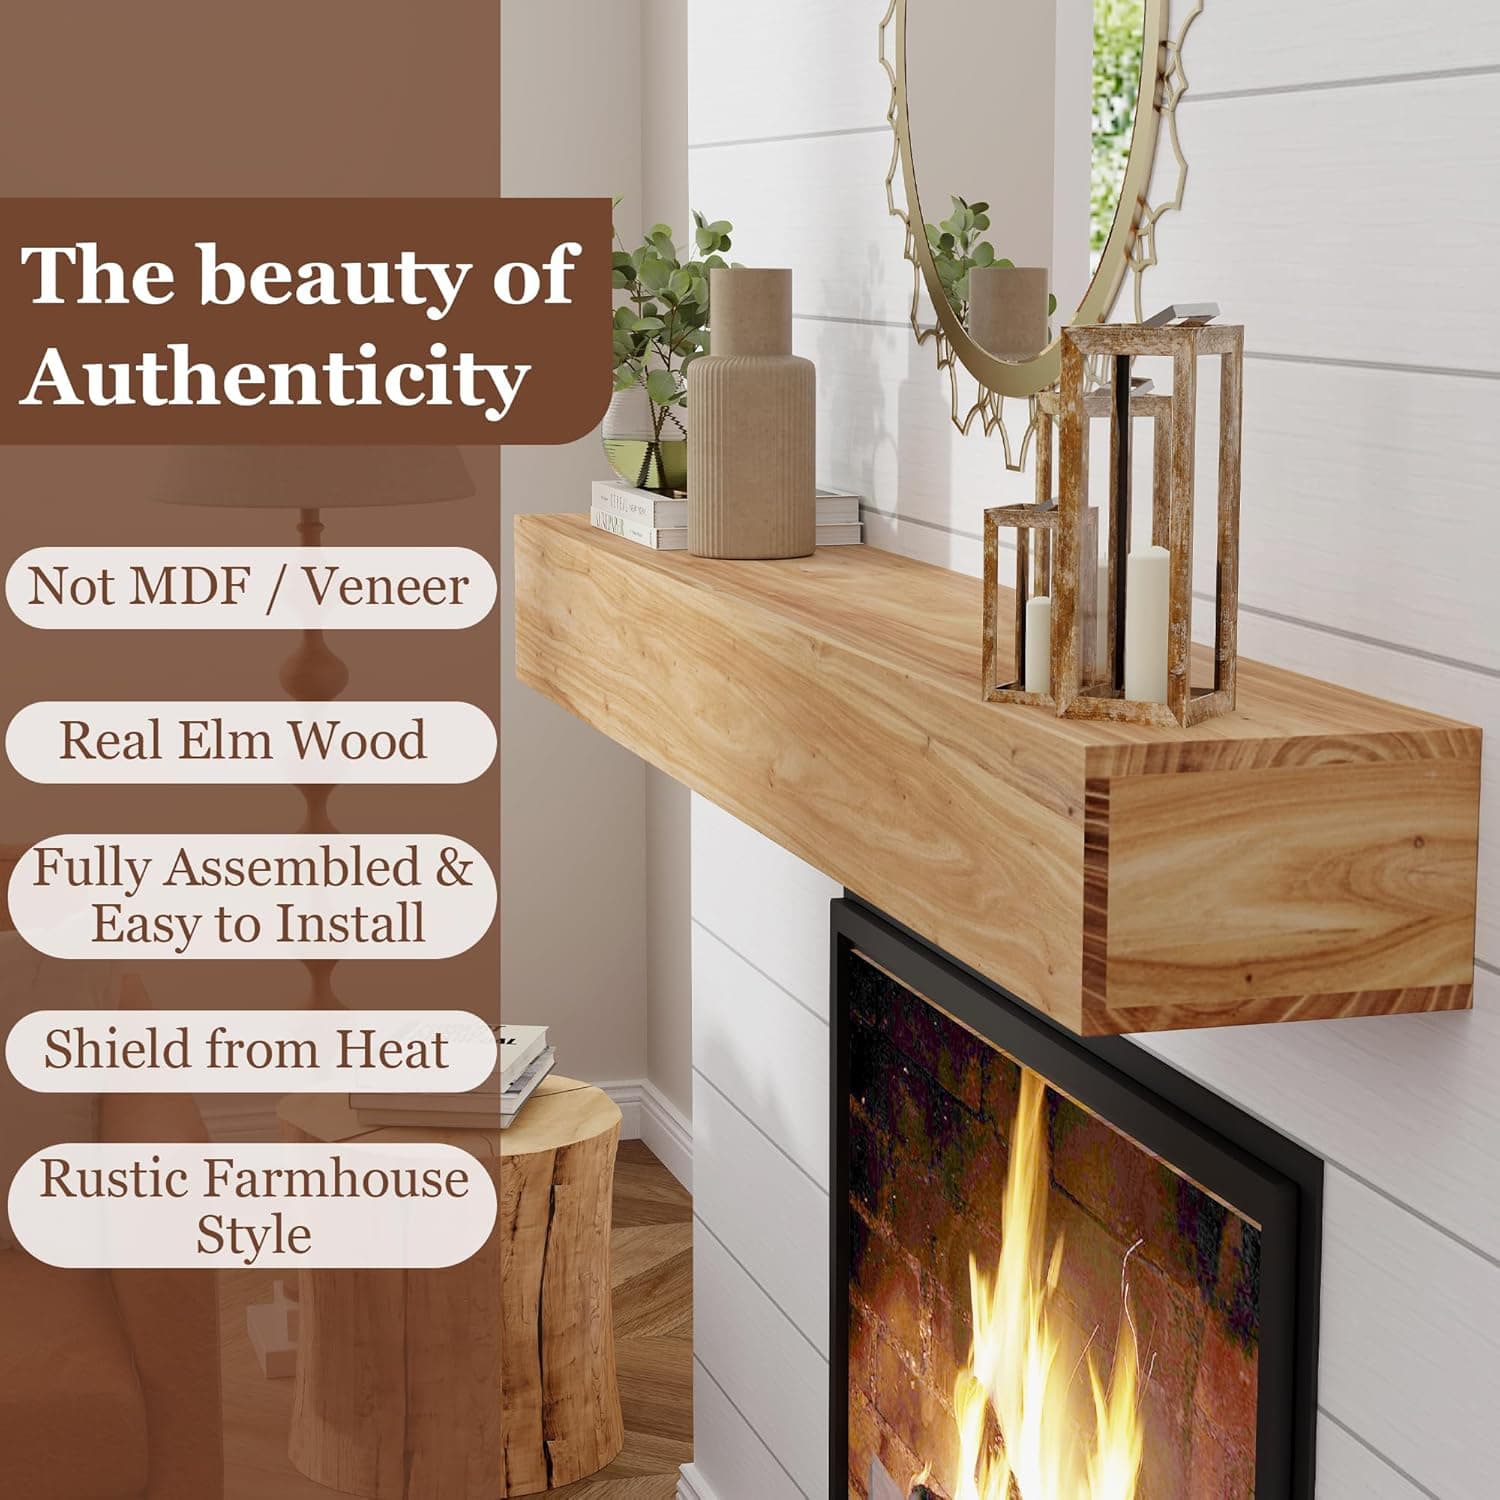 The beauty of
Authenticity
Not MDF / Veneer
Real Elm Wood
Fully Assembled &
Easy to Install
Shield from Heat
Rustic Farmhouse
Style